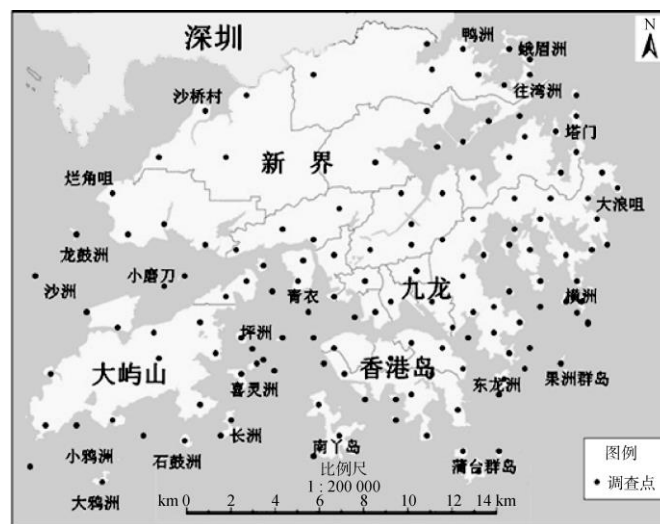 深圳
鸭洲
峨眉洲
N
沙桥村
往湾洲
塔门
新 界
烂角咀
大浪咀
龙鼓洲
小磨刀
沙洲
青衣
九龙
横洲
坪洲
大屿山
香港岛
喜灵洲
东龙洲
果洲群岛
小鸦洲
石鼓洲
长洲
南丫岛
蒲台群岛
大鸦洲
比例尺
1 : 200 000
km 0 2 4 6 8 10 12 14 km
图例
调查点